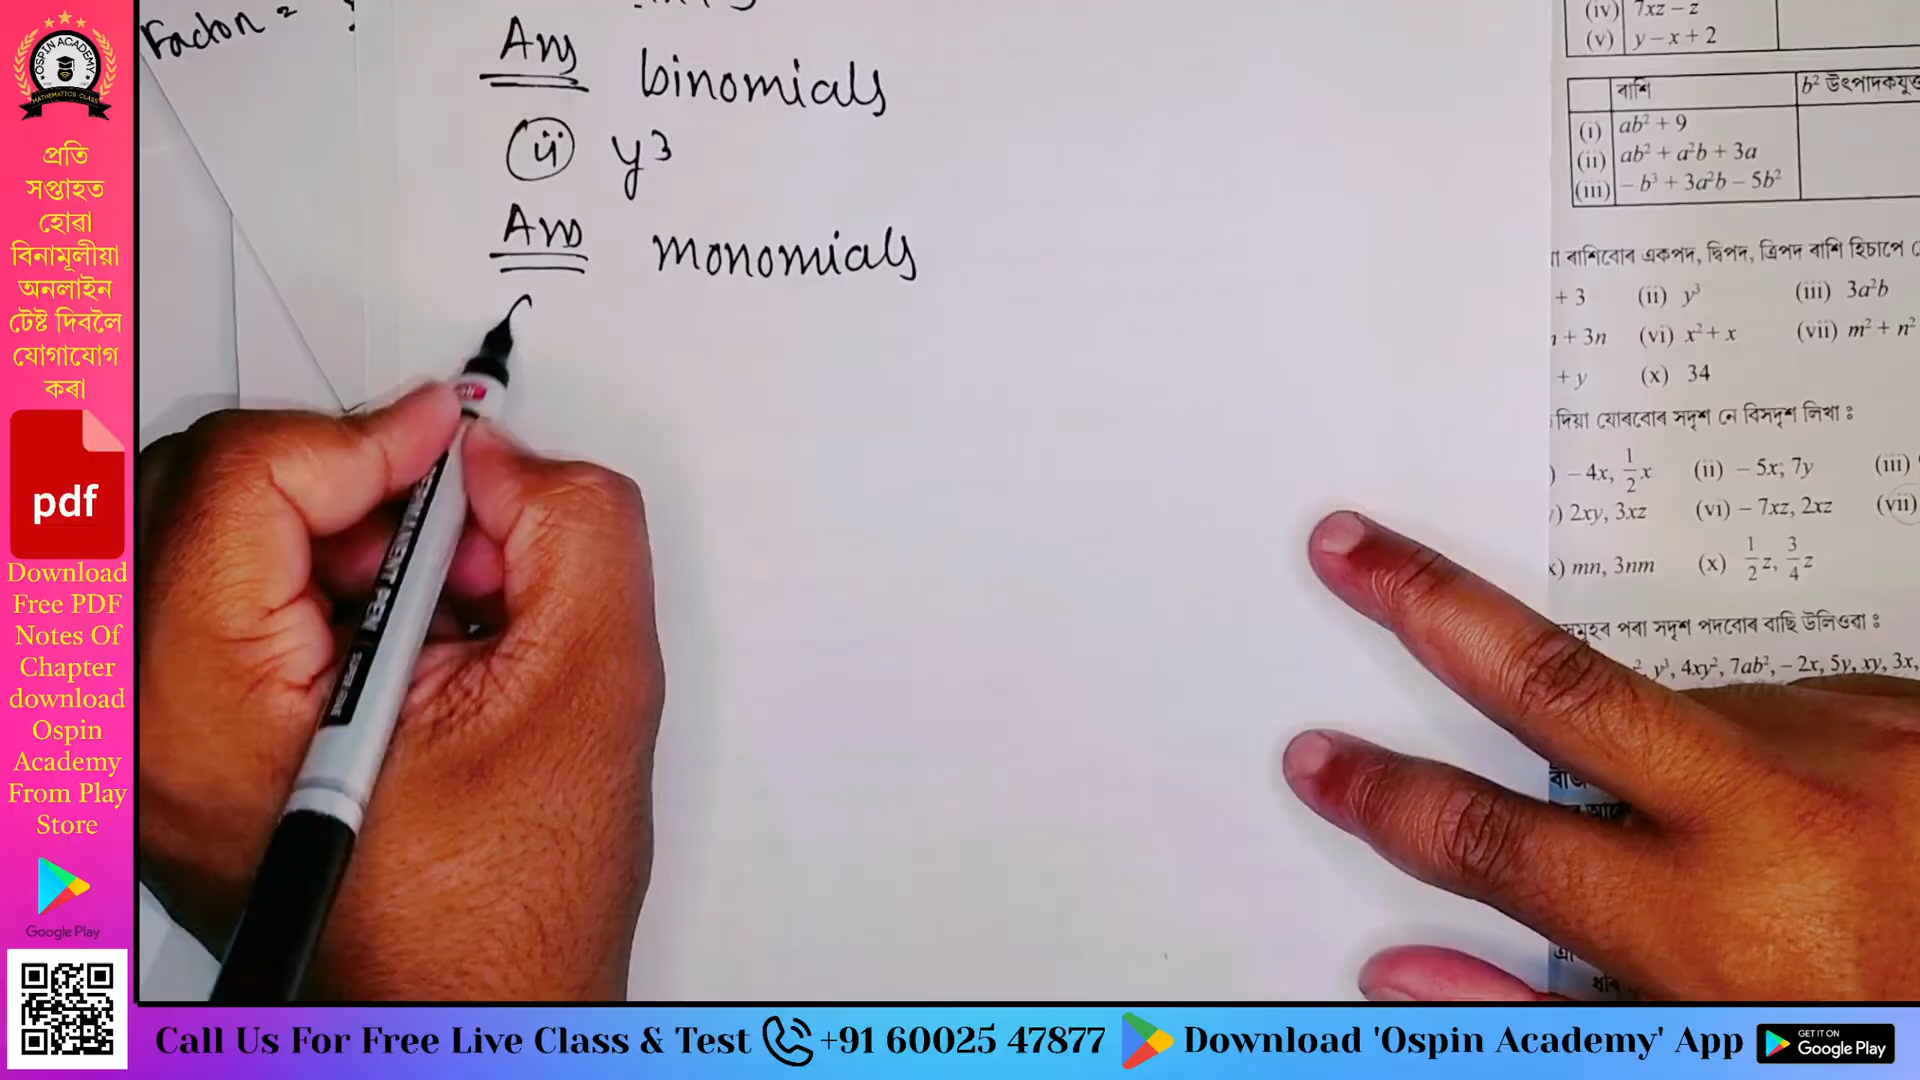 OSPIN ACADEMY
MATHEMATICS CLASS
প্ৰতি
সপ্তাহত
হোৱা
বিনামূলীয়া
অনলাইন
টেষ্ট দিবলৈ
যোগাযোগ
কৰা
pdf
Download
Free PDF
Notes Of
Chapter
download
Ospin
Academy
From Play
Store
Google Play
Factor =
Ans binomials
(ii) y³
Ans monomials
(iv) 7xz – z
(v) y – x + 2
ৰাশি b² উৎপাদকযুক্ত
(i) ab² + 9
(ii) ab² + a²b + 3a
(iii) – b³ + 3a²b – 5b²
ৰাশিবোৰ একপদ, দ্বিপদ, ত্ৰিপদ ৰাশি হিচাপে
+ 3 (ii) y³ (iii) 3a²b
+ 3n (vi) x² + x (vii) m² + n²
+ y (x) 34
দিয়া যোৰবোৰ সদৃশ নে বিসদৃশ লিখা :
) – 4x, 1/2 x (ii) – 5x, 7y (iii)
) 2xy, 3xz (vi) – 7xz, 2xz (vii)
) mn, 3nm (x) 1/2 z, 3/4 z
সমূহৰ পৰা সদৃশ পদবোৰ বাছি উলিওৱা :
y³, 4xy², 7ab², – 2x, 5y, xy, 3x,
Call Us For Free Live Class & Test +91 60025 47877 Download 'Ospin Academy' App GET IT ON Google Play